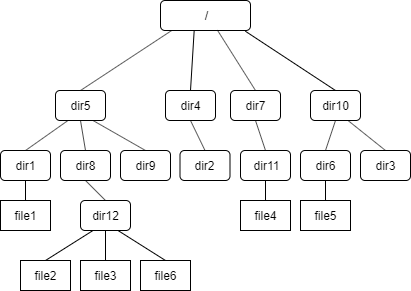 /
dir5
dir4
dir7
dir10
dir1
dir8
dir9
dir2
dir11
dir6
dir3
file1
dir12
file4
file5
file2
file3
file6